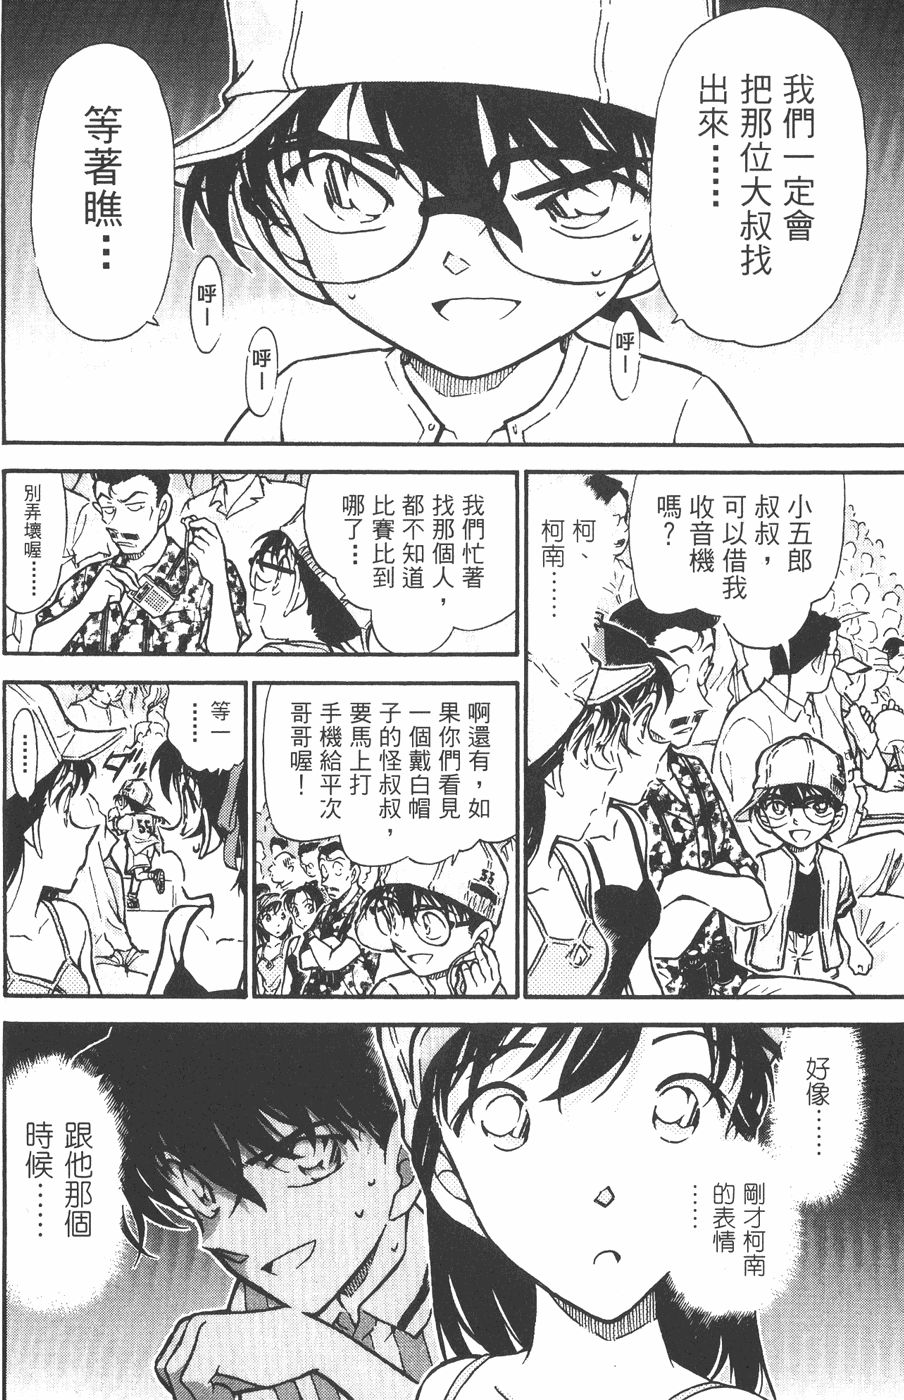 我們一定會
把那位大叔找
出來……
等著瞧…
呼ー
呼ー
呼ー
小五郎
叔叔，
可以借我
收音機
嗎？
柯、
柯南……
我們忙著
找那個人，
都不知道
比賽比到
哪了…
別弄壞喔……
啊還有，如
果你們看見
一個戴白帽
子的怪叔叔，
要馬上打
手機給平次
哥哥喔！
53
等一
……
ダッ
53
……
好像……
剛才柯南
的表情
……
跟他那個
時候……